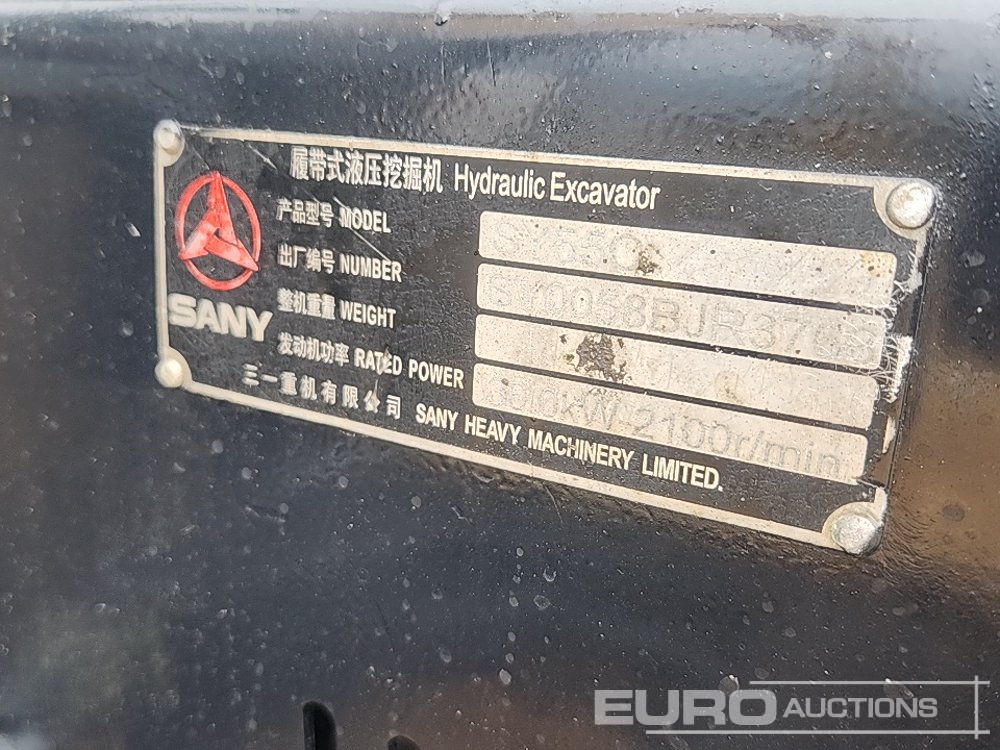 履带式液压挖掘机 Hydraulic Excavator
产品型号 MODEL
出厂编号 NUMBER
整机重量 WEIGHT
发动机功率 RATED POWER 2100r/min
三一重机有限公司 SANY HEAVY MACHINERY LIMITED.
SANY
EURO AUCTIONS